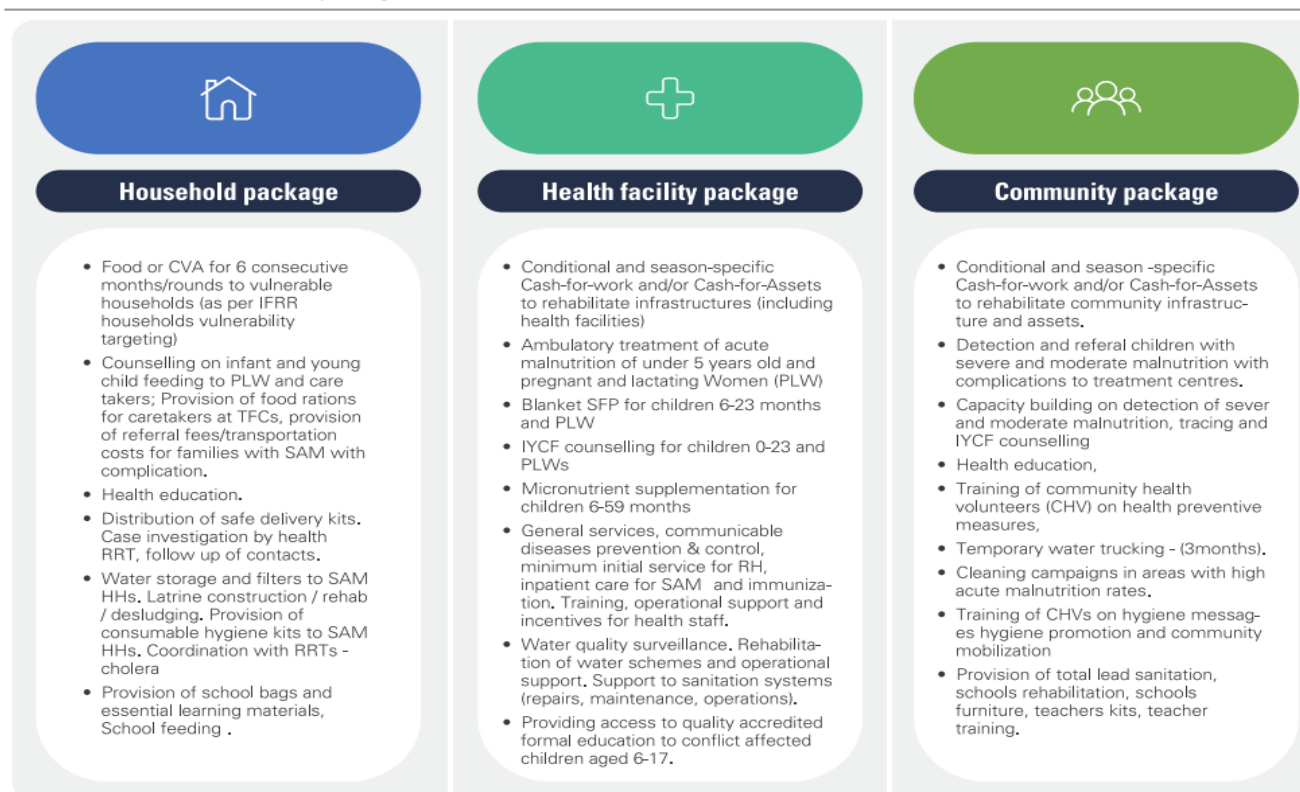 Household package
• Food or CVA for 6 consecutive
months/rounds to vulnerable
households (as per IFRR
households vulnerability
targeting)
• Counselling on infant and young
child feeding to PLW and care
takers; Provision of food rations
for caretakers at TFCs, provision
of referral fees/transportation
costs for families with SAM with
complication.
• Health education.
• Distribution of safe delivery kits.
Case investigation by health
RRT, follow up of contacts.
• Water storage and filters to SAM
HHs. Latrine construction / rehab
/ desludging. Provision of
consumable hygiene kits to SAM
HHs. Coordination with RRTs -
cholera
• Provision of school bags and
essential learning materials,
School feeding .
Health facility package
• Conditional and season-specific
Cash-for-work and/or Cash-for-Assets
to rehabilitate infrastructures (including
health facilities)
• Ambulatory treatment of acute
malnutrition of under 5 years old and
pregnant and lactating Women (PLW)
• Blanket SFP for children 6-23 months
and PLW
• IYCF counselling for children 0-23 and
PLWs
• Micronutrient supplementation for
children 6-59 months
• General services, communicable
diseases prevention & control,
minimum initial service for RH,
inpatient care for SAM and immuniza-
tion. Training, operational support and
incentives for health staff.
• Water quality surveillance. Rehabilita-
tion of water schemes and operational
support. Support to sanitation systems
(repairs, maintenance, operations).
• Providing access to quality accredited
formal education to conflict affected
children aged 6-17.
Community package
• Conditional and season -specific
Cash-for-work and/or Cash-for-Assets
to rehabilitate community infrastruc-
ture and assets.
• Detection and referal children with
severe and moderate malnutrition with
complications to treatment centres.
• Capacity building on detection of sever
and moderate malnutrition, tracing and
IYCF counselling
• Health education,
• Training of community health
volunteers (CHV) on health preventive
measures,
• Temporary water trucking - (3months).
• Cleaning campaigns in areas with high
acute malnutrition rates.
• Training of CHVs on hygiene messag-
es hygiene promotion and community
mobilization
• Provision of total lead sanitation,
schools rehabilitation, schools
furniture, teachers kits, teacher
training.